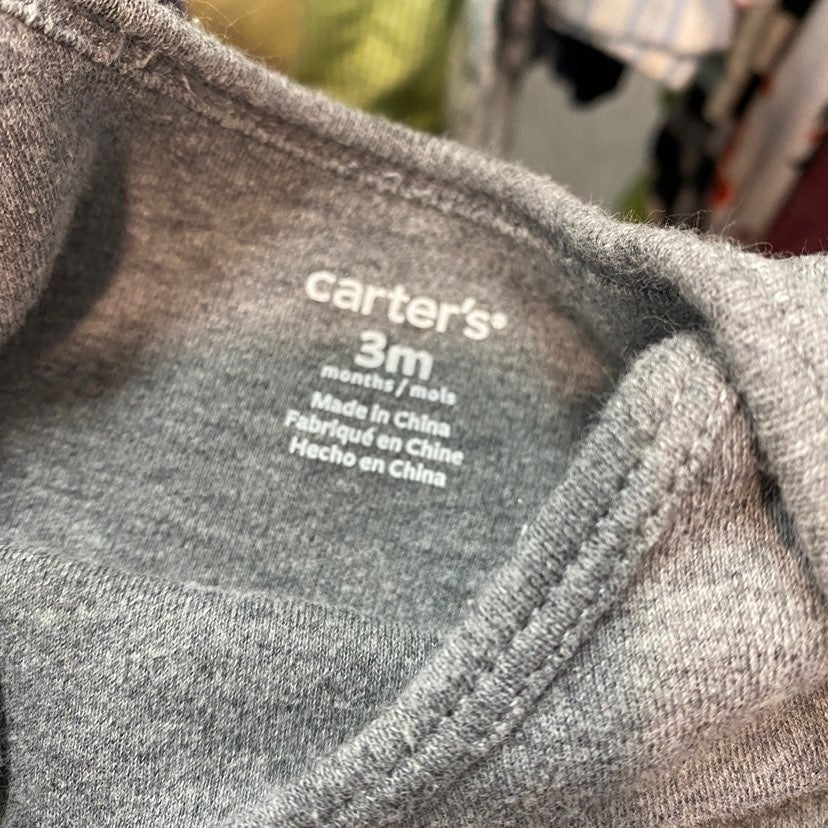 carter's®
3m
months / mois
Made in China
Fabriqué en Chine
Hecho en China